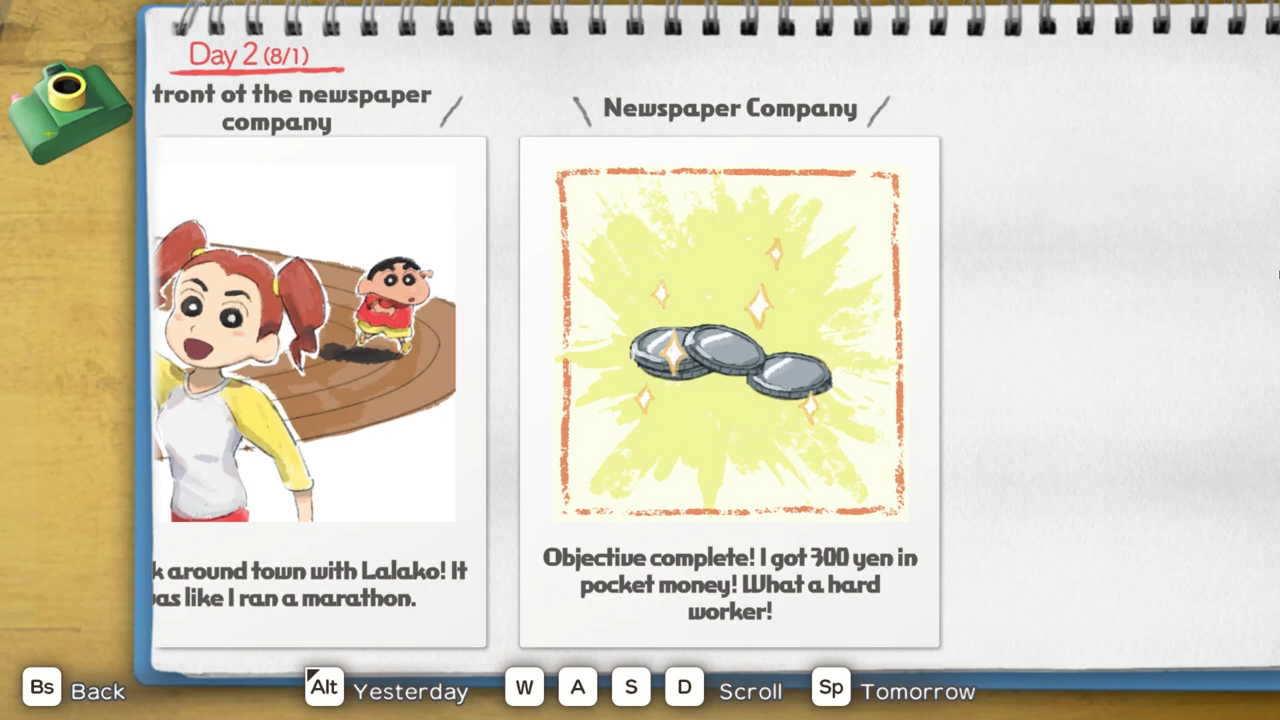 Day 2 (8/1)
front of the newspaper
company
Newspaper Company
k around town with Lalako! It
as like I ran a marathon.
Objective complete! I got 300 yen in
pocket money! What a hard
worker!
Bs Back
Alt Yesterday
W A S D Scroll
Sp Tomorrow